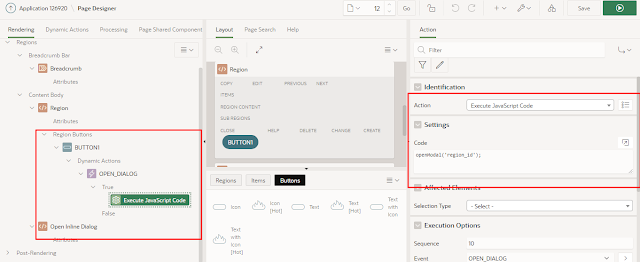 Application 126920 \ Page Designer
12
Go
Save
Rendering Dynamic Actions Processing Page Shared Components
Regions
Breadcrumb Bar
Breadcrumb
Attributes
Content Body
Region
Attributes
Region Buttons
BUTTON1
Dynamic Actions
OPEN_DIALOG
True
Execute JavaScript Code
False
Open Inline Dialog
Attributes
Post-Rendering
Layout Page Search Help
Region
COPY EDIT PREVIOUS NEXT
ITEMS
REGION CONTENT
SUB REGIONS
CLOSE HELP DELETE CHANGE CREATE
BUTTON1
Regions Items Buttons
Icon
Icon [Hot]
Text
Text [Hot]
Text with Icon
Text with Icon [Hot]
Action
Filter
Identification
Action Execute JavaScript Code
Settings
Code
openModal('region_id');
Affected Elements
Selection Type - Select -
Execution Options
Sequence 10
Event OPEN_DIALOG